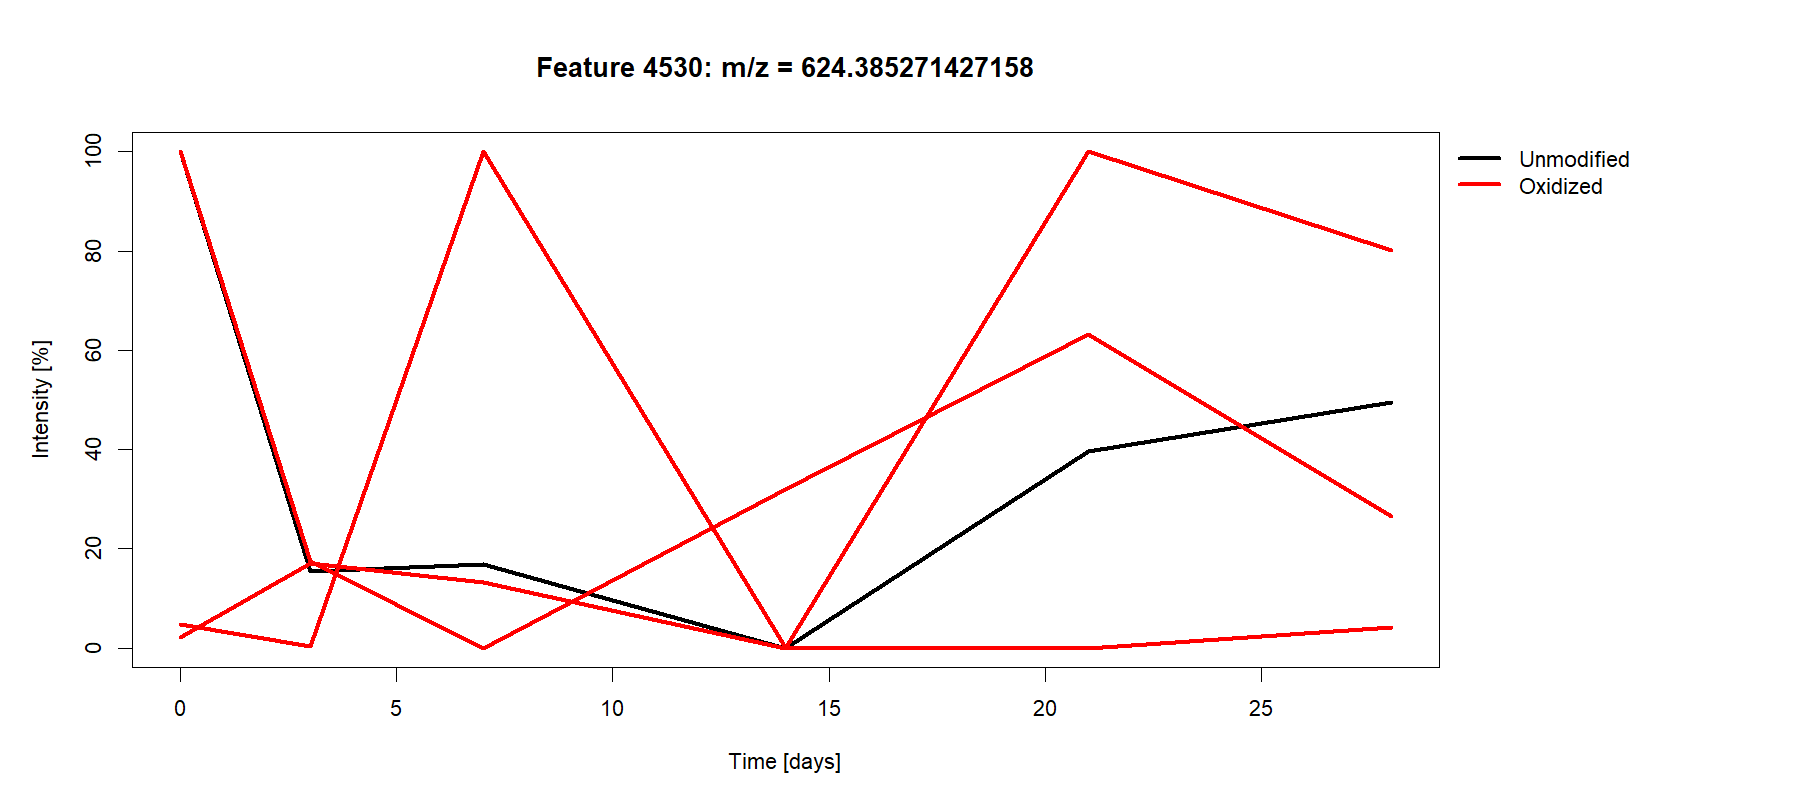 Feature 4530: m/z = 624.385271427158
Unmodified
Oxidized
Intensity [%]
100
80
60
40
20
0
0 5 10 15 20 25
Time [days]